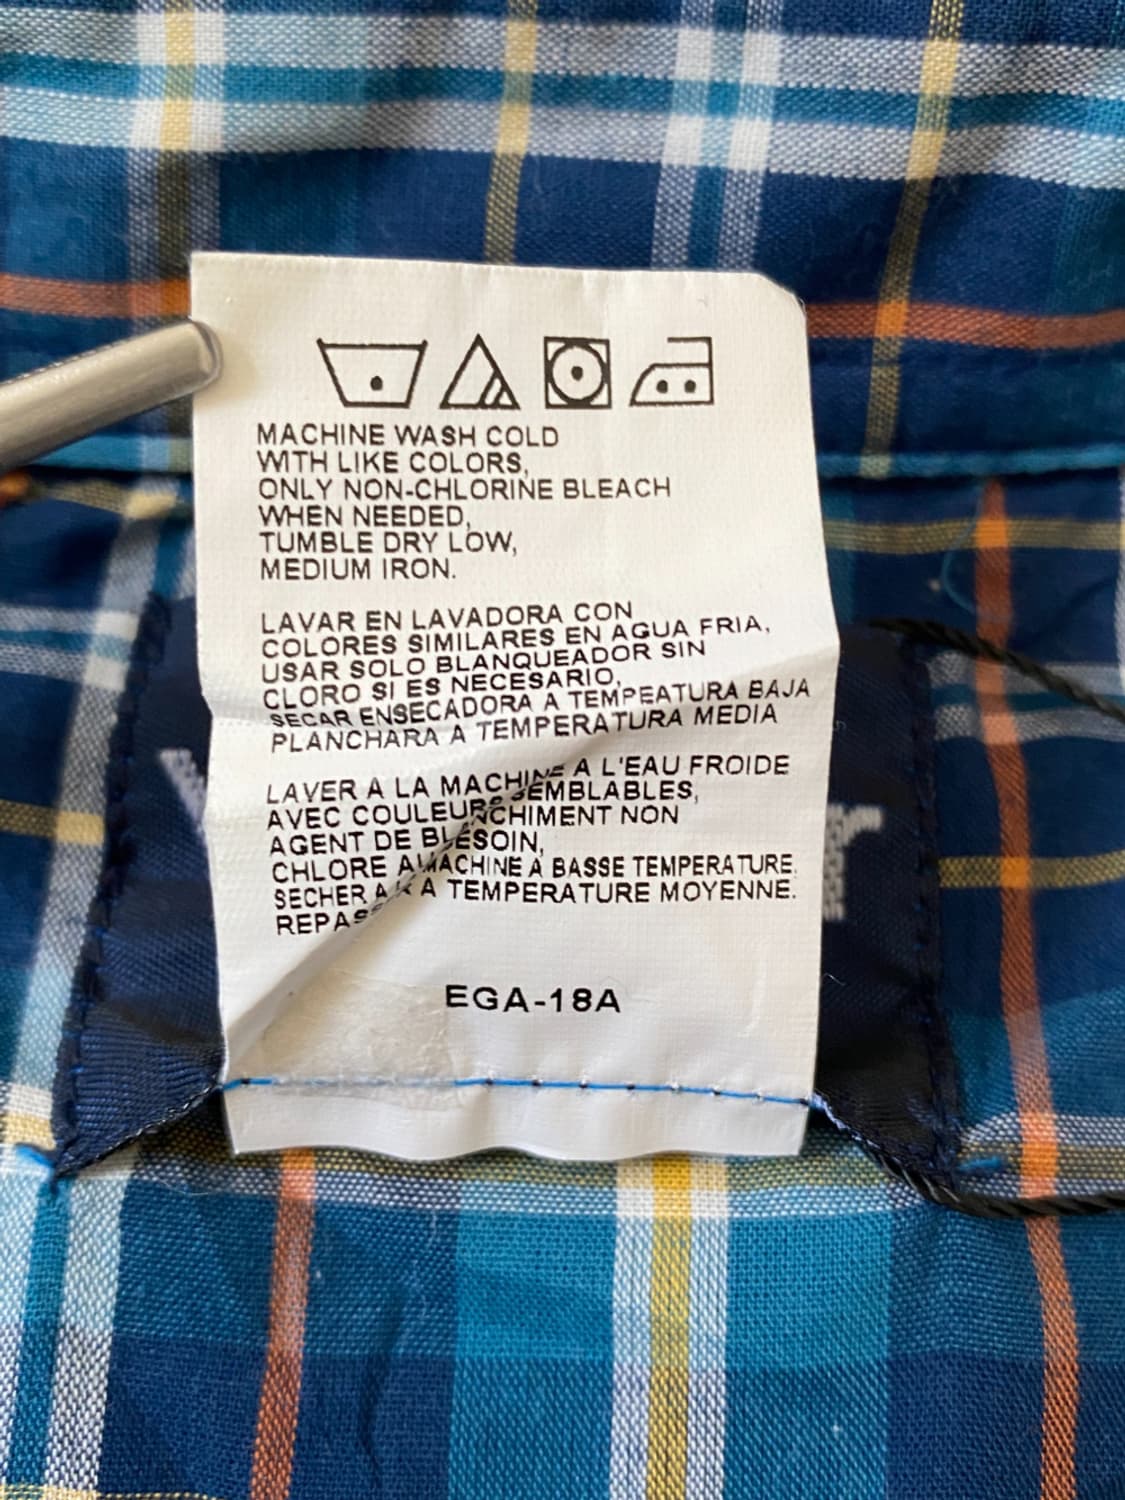 MACHINE WASH COLD
WITH LIKE COLORS,
ONLY NON-CHLORINE BLEACH
WHEN NEEDED,
TUMBLE DRY LOW,
MEDIUM IRON.
LAVAR EN LAVADORA CON
COLORES SIMILARES EN AGUA FRIA,
USAR SOLO BLANQUEADOR SIN
CLORO SI ES NECESARIO,
SECAR ENSECADORA A TEMPEATURA BAJA
PLANCHARA A TEMPERATURA MEDIA
LAVER A LA MACHINE A L'EAU FROIDE
AVEC COULEURS SEMBLABLES,
AGENT DE NCHIMENT NON
CHLORE A ESOIN,
SECHER A MACHINE A BASSE TEMPERATURE.
A TEMPERATURE MOYENNE.
EGA-18A